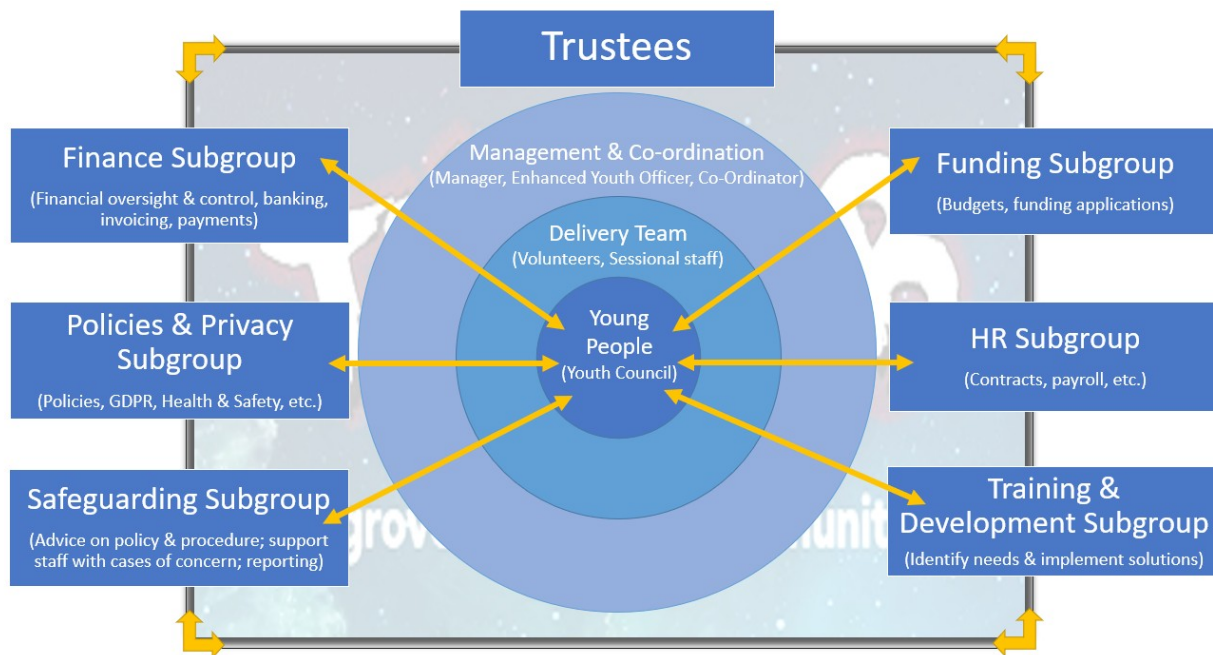 Trustees
Finance Subgroup
(Financial oversight & control, banking,
invoicing, payments)
Policies & Privacy
Subgroup
(Policies, GDPR, Health & Safety, etc.)
Safeguarding Subgroup
(Advice on policy & procedure; support
staff with cases of concern; reporting)
Management & Co-ordination
(Manager, Enhanced Youth Officer, Co-Ordinator)
Delivery Team
(Volunteers, Sessional staff)
Young
People
(Youth Council)
Funding Subgroup
(Budgets, funding applications)
HR Subgroup
(Contracts, payroll, etc.)
Training &
Development Subgroup
(Identify needs & implement solutions)